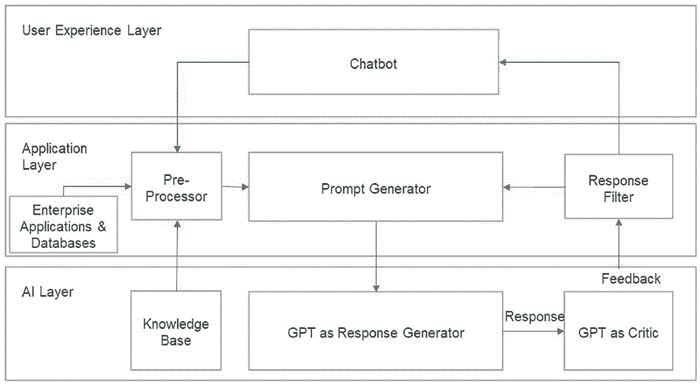 User Experience Layer
Chatbot
Application
Layer
Pre-
Processor
Prompt Generator
Response
Filter
Enterprise
Applications &
Databases
Feedback
AI Layer
Knowledge
Base
GPT as Response Generator
Response
GPT as Critic